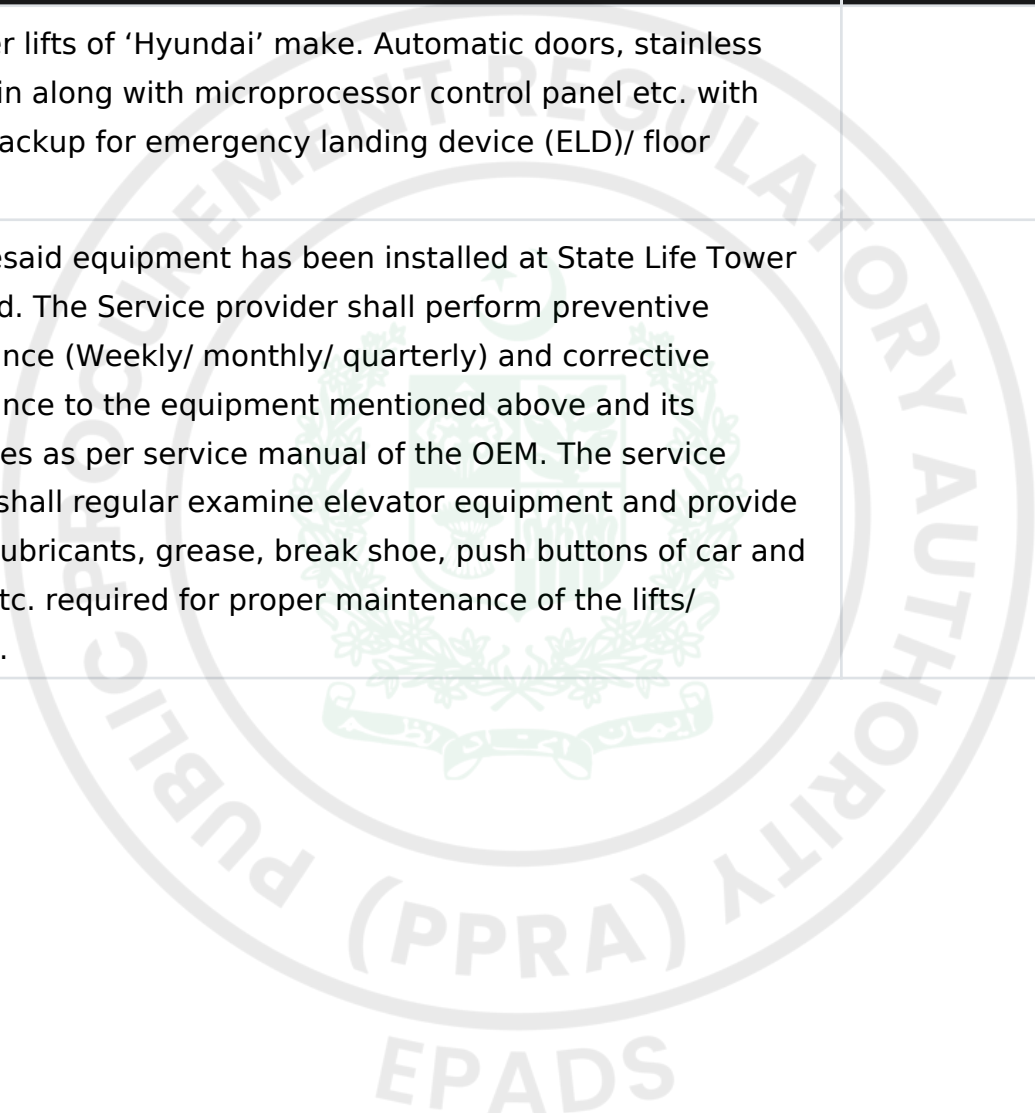 r lifts of ‘Hyundai’ make. Automatic doors, stainless
in along with microprocessor control panel etc. with
ackup for emergency landing device (ELD)/ floor
esaid equipment has been installed at State Life Tower
d. The Service provider shall perform preventive
nce (Weekly/ monthly/ quarterly) and corrective
nce to the equipment mentioned above and its
es as per service manual of the OEM. The service
shall regular examine elevator equipment and provide
ubricants, grease, break shoe, push buttons of car and
tc. required for proper maintenance of the lifts/
.
PUBLIC PROCUREMENT REGULATORY AUTHORITY
(PPRA)
EPADS